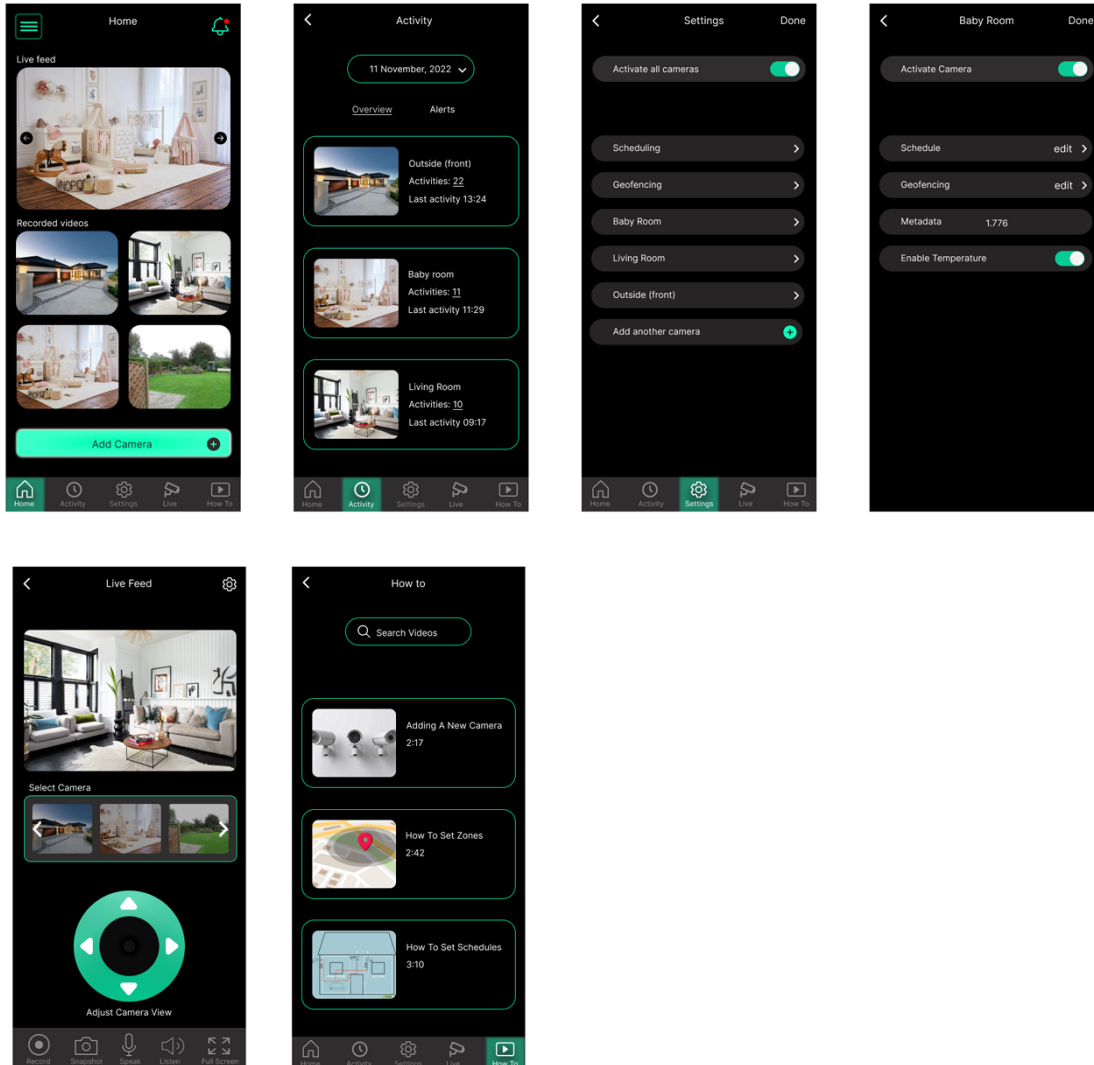 Home
Live feed
Recorded videos
Add Camera
Home Activity Settings Live How To
Activity
11 November, 2022
Overview Alerts
Outside (front)
Activities: 22
Last activity 13:24
Baby room
Activities: 11
Last activity 11:29
Living Room
Activities: 10
Last activity 09:17
Home Activity Settings Live How To
Settings Done
Activate all cameras
Scheduling
Geofencing
Baby Room
Living Room
Outside (front)
Add another camera
Home Activity Settings Live How To
Baby Room Done
Activate Camera
Schedule edit
Geofencing edit
Metadata 1.776
Enable Temperature
Live Feed
Select Camera
Adjust Camera View
Record Snapshot Speak Listen Full Screen
How to
Search Videos
Adding A New Camera
2:17
How To Set Zones
2:42
How To Set Schedules
3:10
Home Activity Settings Live How To